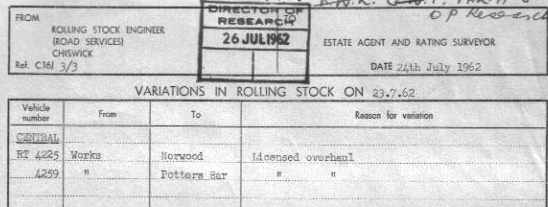 OP Research
FROM
ROLLING STOCK ENGINEER
(ROAD SERVICES)
CHISWICK
Ref. C16/ 3/3
DIRECTOR OF
RESEARCH
26 JUL 1962
ESTATE AGENT AND RATING SURVEYOR
DATE 24th July 1962
VARIATIONS IN ROLLING STOCK ON 23.7.62
Vehicle number From To Reason for variation
CENTRAL
RT 4225 Works Norwood Licensed overhaul
4259 " Potters Bar " "